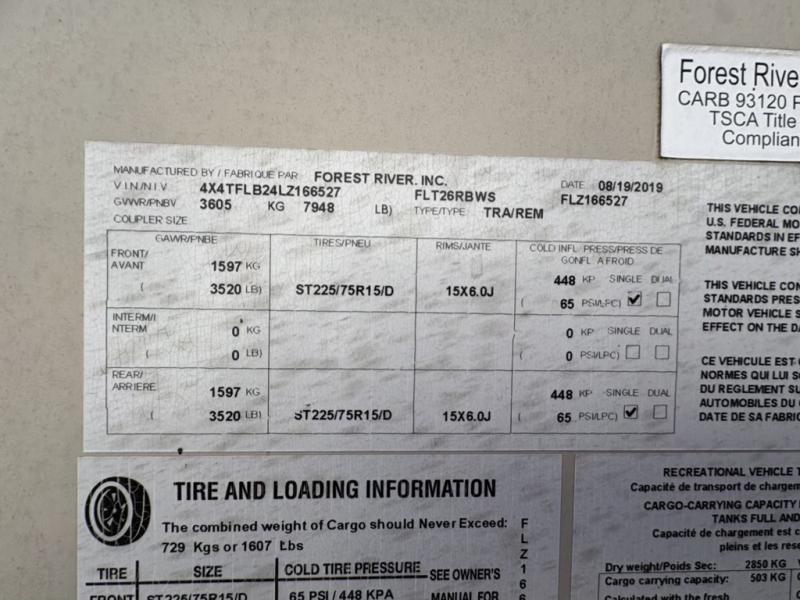 Forest Rive
CARB 93120
TSCA Title
Complian
MANUFACTURED BY / FABRIQUE PAR FOREST RIVER. INC.
DATE 08/19/2019
VIN/NIV 4X4TFLB24LZ166527
FLT26RBWS
FLZ166527
GVWR/PNBV 3605 KG 7948 LB)
TYPE/TYPE TRA/REM
COUPLER SIZE
GAWR/PNBE TIRES/PNEU RIMS/JANTE COLD INFL PRESS/PRESS DE
GONFL A FROID
FRONT/
AVANT 1597 KG 448 KP SINGLE DUAL
( 3520 LB) ST225/75R15/D 15X6.0J ( 65 PSI/LPC)
INTERM/I
NTERM 0 KG 0 KP SINGLE DUAL
( 0 LB) ( 0 PSI/LPC)
REAR/
ARRIERE 1597 KG 448 KP SINGLE DUAL
( 3520 LB) ST225/75R15/D 15X6.0J ( 65 PSI/LPC)
THIS VEHICLE CO
U.S. FEDERAL MO
STANDARDS IN EF
MANUFACTURE SH
THIS VEHICLE CON
STANDARDS PRES
MOTOR VEHICLE S
EFFECT ON THE DA
CE VEHICULE EST
NORMES QUI LUI S
DU REGLEMENT SU
AUTOMOBILES DU
DATE DE SA FABRIC
TIRE AND LOADING INFORMATION
The combined weight of Cargo should Never Exceed:
729 Kgs or 1607 Lbs
TIRE SIZE COLD TIRE PRESSURE SEE OWNER'S
FRONT ST225/75R15/D 65 PSI / 448 KPA MANUAL FOR
F
L
Z
1
6
6
RECREATIONAL VEHICLE T
Capacité de transport de chargem
CARGO-CARRYING CAPACITY
TANKS FULL AND
Capacité de chargement est c
pleins et les res
Dry weight/Poids Sec: 2850 KG
Cargo carrying capacity: 503 KG
Calculated with the fresh